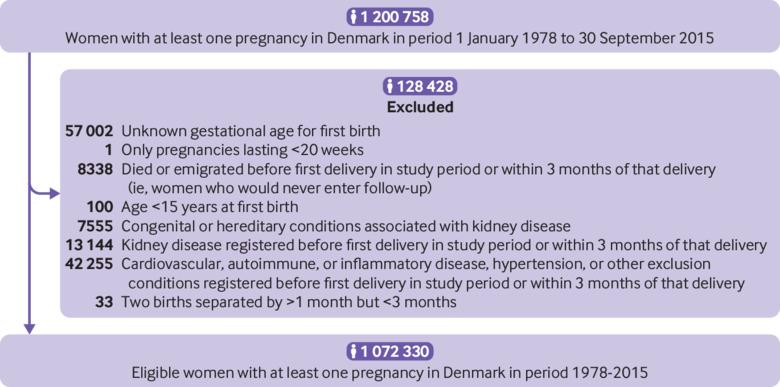 1 200 758
Women with at least one pregnancy in Denmark in period 1 January 1978 to 30 September 2015
128 428
Excluded
57 002 Unknown gestational age for first birth
1 Only pregnancies lasting <20 weeks
8338 Died or emigrated before first delivery in study period or within 3 months of that delivery
(ie, women who would never enter follow-up)
100 Age <15 years at first birth
7555 Congenital or hereditary conditions associated with kidney disease
13 144 Kidney disease registered before first delivery in study period or within 3 months of that delivery
42 255 Cardiovascular, autoimmune, or inflammatory disease, hypertension, or other exclusion
conditions registered before first delivery in study period or within 3 months of that delivery
33 Two births separated by >1 month but <3 months
1 072 330
Eligible women with at least one pregnancy in Denmark in period 1978-2015